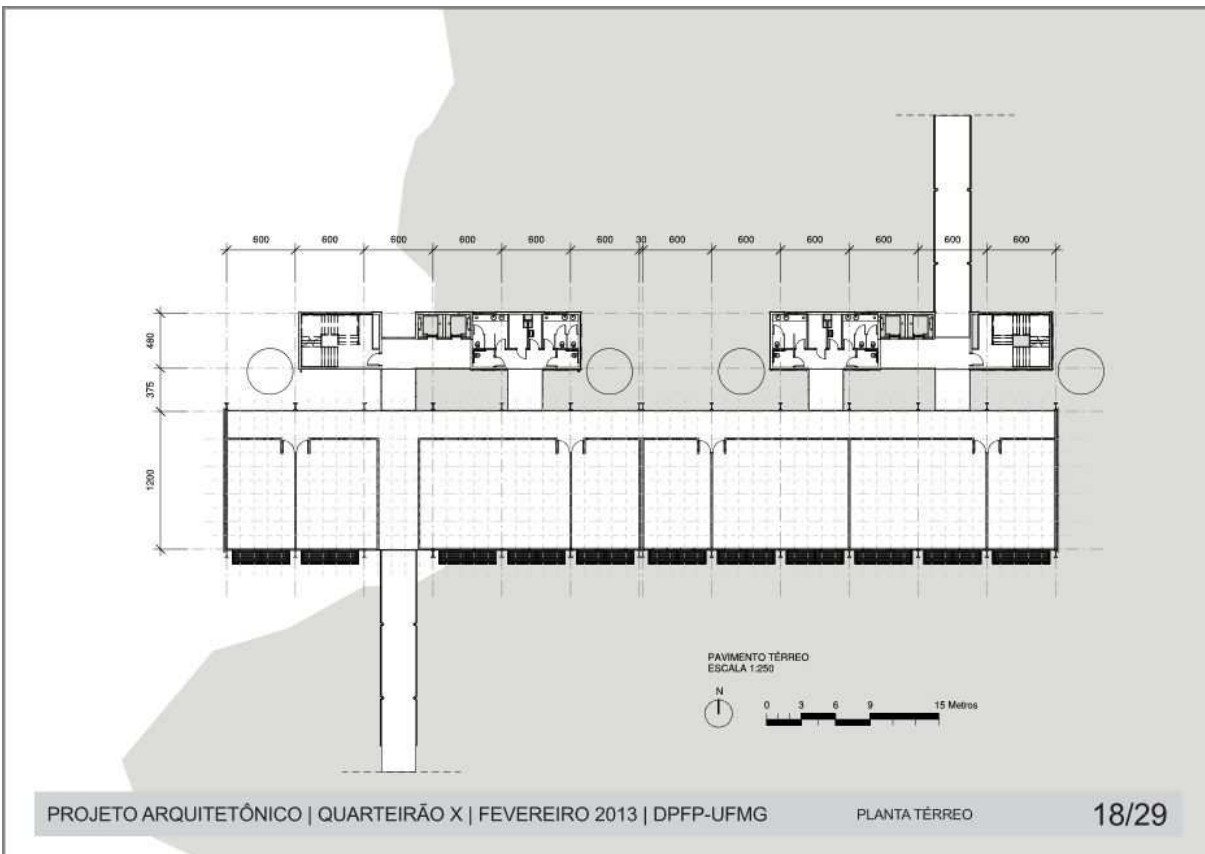 600 600 600 600 600 600 30 600 600 600 600 600 600
480
375
1200
PAVIMENTO TÉRREO
ESCALA 1:250
N
0 3 6 9 15 Metros
PROJETO ARQUITETÔNICO | QUARTEIRÃO X | FEVEREIRO 2013 | DPFP-UFMG PLANTA TÉRREO 18/29